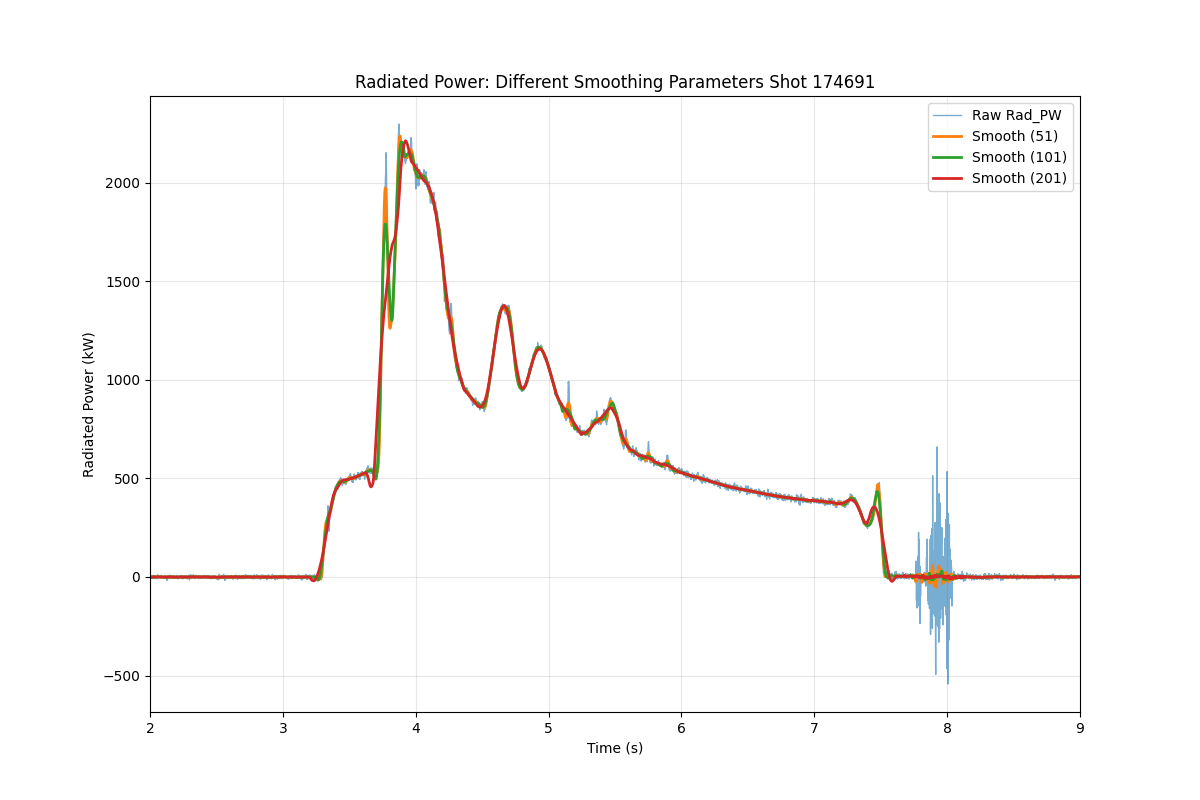 Radiated Power: Different Smoothing Parameters Shot 174691
Raw Rad_PW
Smooth (51)
Smooth (101)
Smooth (201)
Radiated Power (kW)
2000
1500
1000
500
0
−500
2 3 4 5 6 7 8 9
Time (s)